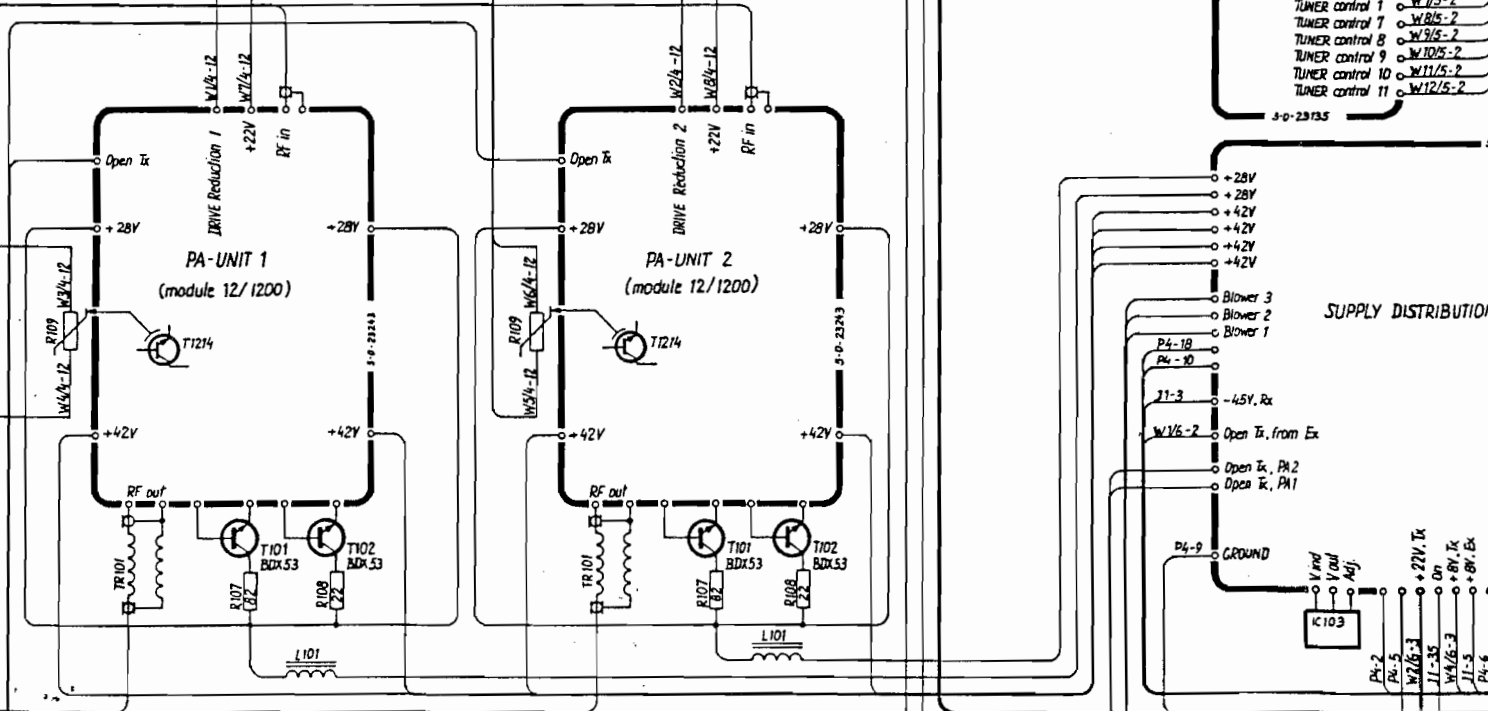 TUNER control 1
TUNER control 7 W8/5-2
TUNER control 8 W9/5-2
TUNER control 9 W10/5-2
TUNER control 10 W11/5-2
TUNER control 11 W12/5-2
3-0-23135
W1/4-12
W7/4-12
DRIVE Reduction 1
+22V
RF in
Open Tx
+28V
+28V
PA-UNIT 1
(module 12/1200)
W3/4-12
R109
W4/4-12
T1214
3-0-23243
+42V
+42V
RF out
TR101
T101
BDX53
T102
BDX53
R107
82
R108
22
L101
W2/4-12
W8/4-12
DRIVE Reduction 2
+22V
RF in
Open Tx
+28V
+28V
PA-UNIT 2
(module 12/1200)
W6/4-12
R109
W5/4-12
T1214
3-0-23243
+42V
+42V
RF out
TR101
T101
BDX53
T102
BDX53
R107
82
R108
22
L101
+28V
+28V
+42V
+42V
+42V
+42V
Blower 3
Blower 2
Blower 1
P4-18
P4-10
J1-3 -45V, Rx
W1/6-2 Open Tx, from Ex
Open Tx, PA2
Open Tx, PA1
P4-9 GROUND
SUPPLY DISTRIBUTION
V ind
V out
Adj.
IC103
+22V, Tx
On
+8V, Tx
+8V, Ex
P4-2
P4-5
W2/6-3
J1-35
W4/6-3
J1-5
P4-6